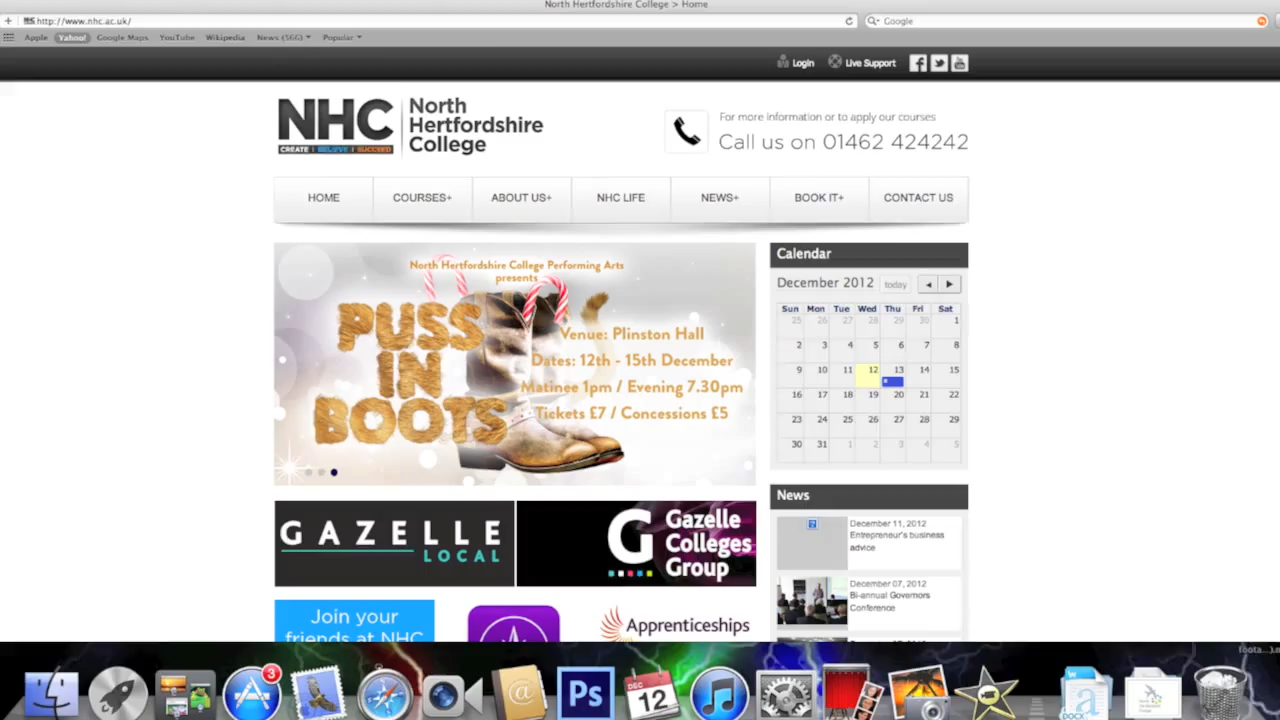 North Hertfordshire College > Home
+
http://www.nhc.ac.uk/
Google
Apple
Yahoo!
Google Maps
YouTube
Wikipedia
News (566)
Popular
Login
Live Support
NHC
CREATE | BELIEVE | SUCCEED
North
Hertfordshire
College
For more information or to apply our courses
Call us on 01462 424242
HOME
COURSES+
ABOUT US+
NHC LIFE
NEWS+
BOOK IT+
CONTACT US
North Hertfordshire College Performing Arts
presents
PUSS
IN
BOOTS
Venue: Plinston Hall
Dates: 12th - 15th December
Matinee 1pm / Evening 7.30pm
Tickets £7 / Concessions £5
Calendar
December 2012
today
Sun Mon Tue Wed Thu Fri Sat
25 26 27 28 29 30 1
2 3 4 5 6 7 8
9 10 11 12 13 14 15
16 17 18 19 20 21 22
23 24 25 26 27 28 29
30 31 1 2 3 4 5
GAZELLE
LOCAL
G
Gazelle
Colleges
Group
News
?
December 11, 2012
Entrepreneur's business
advice
December 07, 2012
Bi-annual Governors
Conference
Join your
friends at NHC
Apprenticeships
3
@
Ps
DEC
12
DOCX